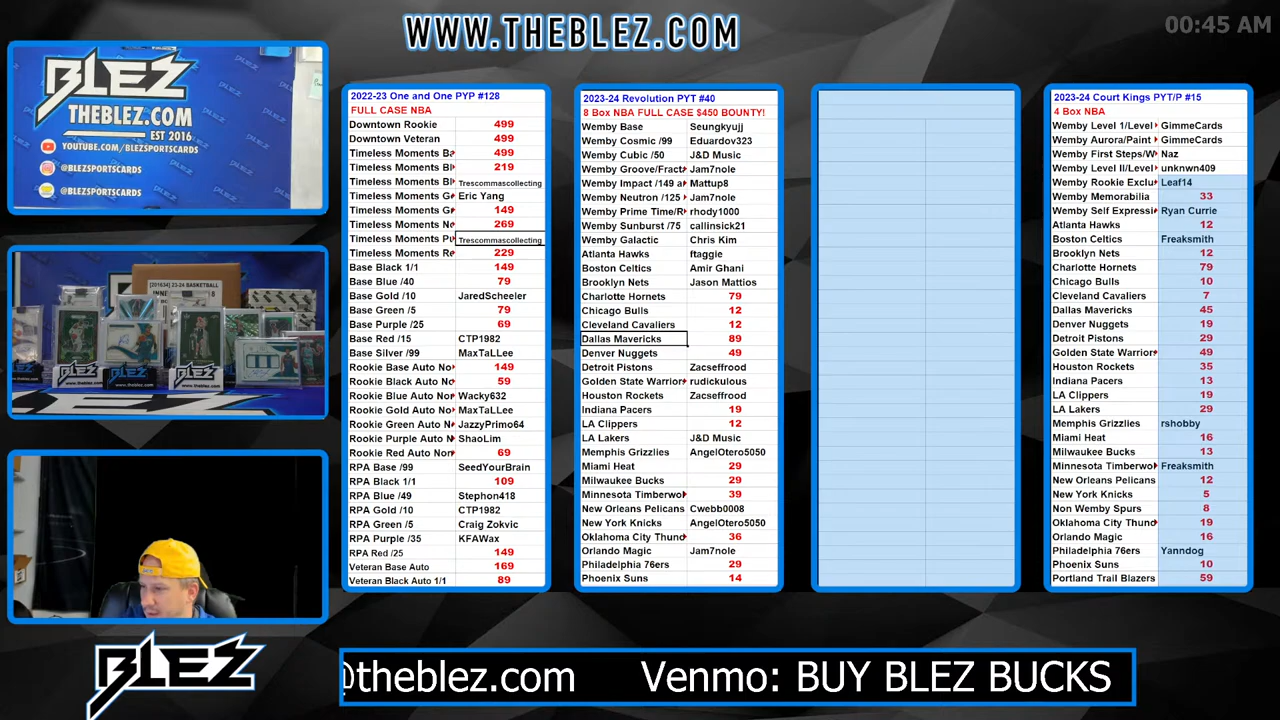 WWW.THEBLEZ.COM
00:45 AM
BLEZ
THEBLEZ.COM
EST 2016
YOUTUBE.COM/BLEZSPORTSCARDS
@BLEZSPORTSCARDS
@BLEZSPORTSCARDS
[201634] 23-24 BASKETBALL
2022-23 One and One PYP #128
FULL CASE NBA
Downtown Rookie 499
Downtown Veteran 499
Timeless Moments Ba 499
Timeless Moments Bl 219
Timeless Moments Bl Trescommascollecting
Timeless Moments G Eric Yang
Timeless Moments G 149
Timeless Moments N 269
Timeless Moments Pu Trescommascollecting
Timeless Moments Re 229
Base Black 1/1 149
Base Blue /40 79
Base Gold /10 JaredScheeler
Base Green /5 79
Base Purple /25 69
Base Red /15 CTP1982
Base Silver /99 MaxTaLLee
Rookie Base Auto No 149
Rookie Black Auto No 59
Rookie Blue Auto No Wacky632
Rookie Gold Auto No MaxTaLLee
Rookie Green Auto No JazzyPrimo64
Rookie Purple Auto N ShaoLim
Rookie Red Auto Non 69
RPA Base /99 SeedYourBrain
RPA Black 1/1 109
RPA Blue /49 Stephon418
RPA Gold /10 CTP1982
RPA Green /5 Craig Zokvic
RPA Purple /35 KFAWax
RPA Red /25 149
Veteran Base Auto 169
Veteran Black Auto 1/1 89
2023-24 Revolution PYT #40
8 Box NBA FULL CASE $450 BOUNTY!
Wemby Base Seungkyujj
Wemby Cosmic /99 Eduardov323
Wemby Cubic /50 J&D Music
Wemby Groove/Fract Jam7nole
Wemby Impact /149 a Mattup8
Wemby Neutron /125 Jam7nole
Wemby Prime Time/R rhody1000
Wemby Sunburst /75 callinsick21
Wemby Galactic Chris Kim
Atlanta Hawks ftaggie
Boston Celtics Amir Ghani
Brooklyn Nets Jason Mattios
Charlotte Hornets 79
Chicago Bulls 12
Cleveland Cavaliers 12
Dallas Mavericks 89
Denver Nuggets 49
Detroit Pistons Zacseffrood
Golden State Warrior rudickulous
Houston Rockets Zacseffrood
Indiana Pacers 19
LA Clippers 12
LA Lakers J&D Music
Memphis Grizzlies AngelOtero5050
Miami Heat 29
Milwaukee Bucks 29
Minnesota Timberwo 39
New Orleans Pelicans Cwebb0008
New York Knicks AngelOtero5050
Oklahoma City Thund 36
Orlando Magic Jam7nole
Philadelphia 76ers 29
Phoenix Suns 14
2023-24 Court Kings PYT/P #15
4 Box NBA
Wemby Level 1/Level GimmeCards
Wemby Aurora/Paint GimmeCards
Wemby First Steps/W Naz
Wemby Level II/Level unknwn409
Wemby Rookie Exclu Leaf14
Wemby Memorabilia 33
Wemby Self Expressi Ryan Currie
Atlanta Hawks 12
Boston Celtics Freaksmith
Brooklyn Nets 12
Charlotte Hornets 79
Chicago Bulls 10
Cleveland Cavaliers 7
Dallas Mavericks 45
Denver Nuggets 19
Detroit Pistons 29
Golden State Warrior 49
Houston Rockets 35
Indiana Pacers 13
LA Clippers 19
LA Lakers 29
Memphis Grizzlies rshobby
Miami Heat 16
Milwaukee Bucks 13
Minnesota Timberwo Freaksmith
New Orleans Pelicans 12
New York Knicks 5
Non Wemby Spurs 8
Oklahoma City Thund 19
Orlando Magic 16
Philadelphia 76ers Yanndog
Phoenix Suns 10
Portland Trail Blazers 59
BLEZ
@theblez.com Venmo: BUY BLEZ BUCKS